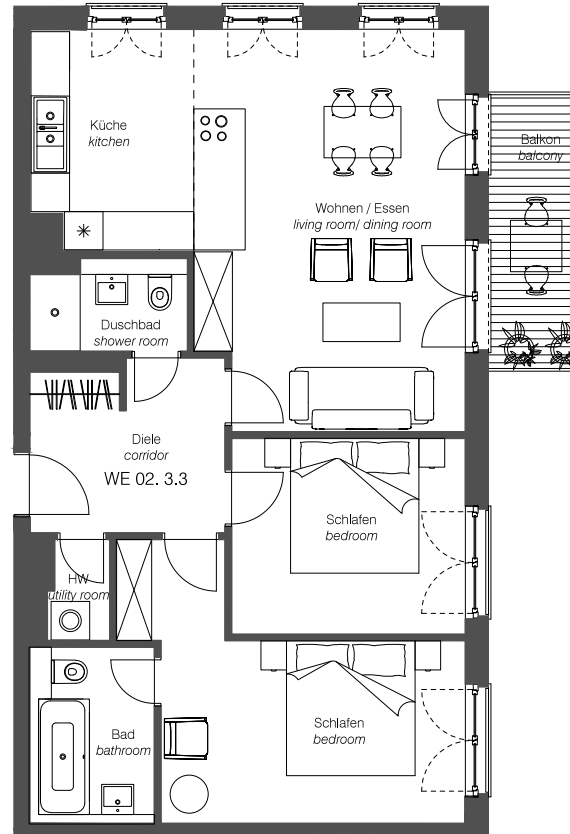 Küche
kitchen
Balkon
balcony
Wohnen / Essen
living room/ dining room
Duschbad
shower room
Diele
corridor
WE 02. 3.3
Schlafen
bedroom
HW
utility room
Schlafen
bedroom
Bad
bathroom